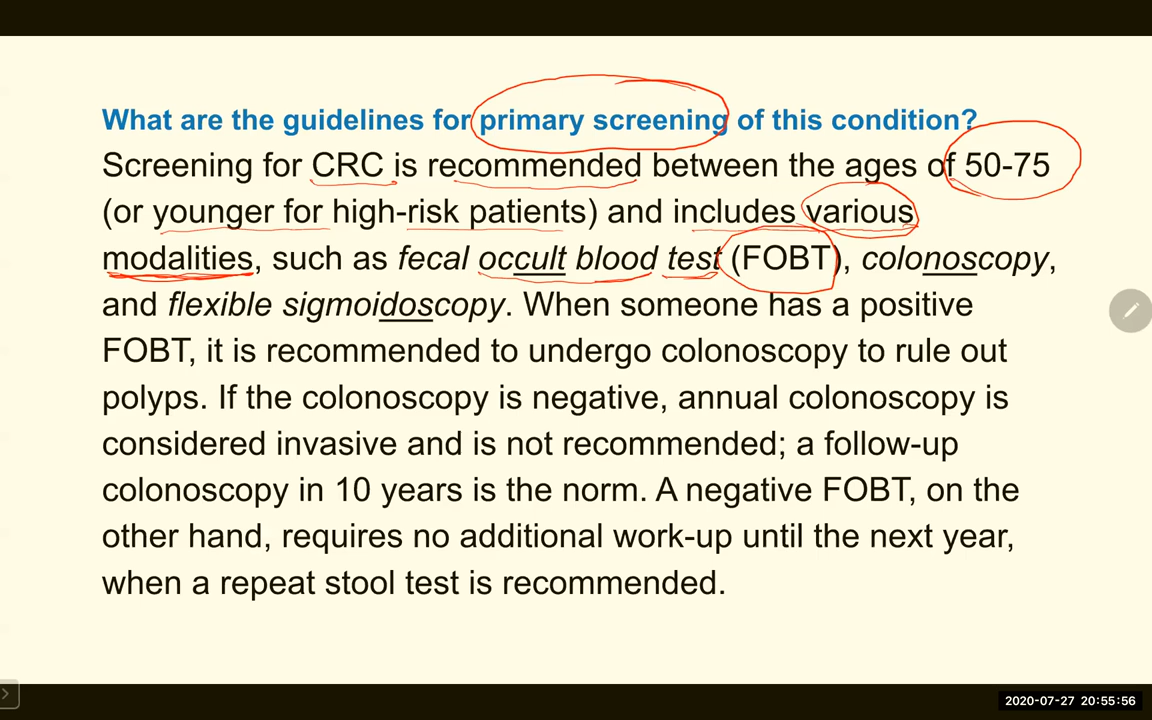 What are the guidelines for primary screening of this condition?
Screening for CRC is recommended between the ages of 50-75
(or younger for high-risk patients) and includes various
modalities, such as fecal occult blood test (FOBT), colonoscopy,
and flexible sigmoidoscopy. When someone has a positive
FOBT, it is recommended to undergo colonoscopy to rule out
polyps. If the colonoscopy is negative, annual colonoscopy is
considered invasive and is not recommended; a follow-up
colonoscopy in 10 years is the norm. A negative FOBT, on the
other hand, requires no additional work-up until the next year,
when a repeat stool test is recommended.
2020-07-27 20:55:56